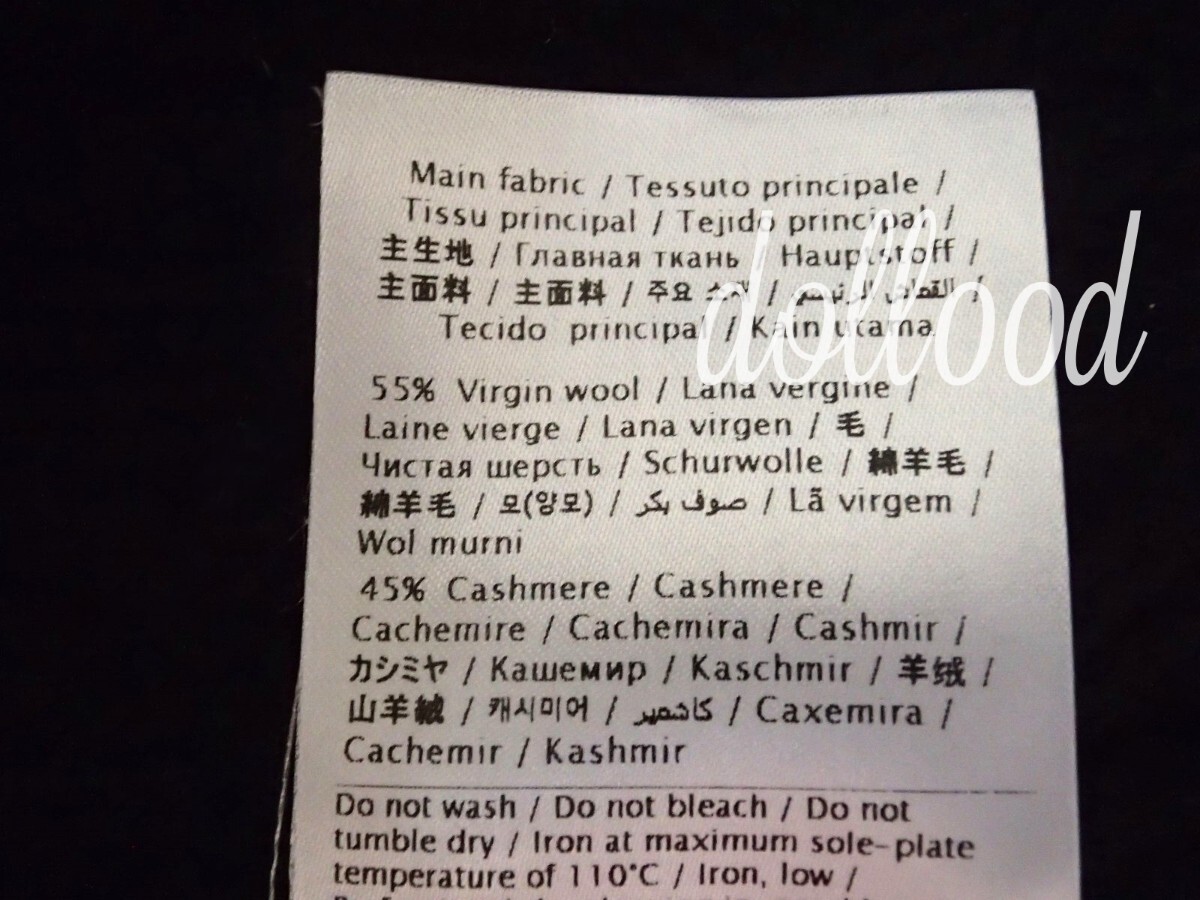 Main fabric / Tessuto principale /
Tissu principal / Tejido principal /
主生地 / Главная ткань / Hauptstoff /
主面料 / 主面料 / 주요 소재 / القماش الرئيسي /
Tecido principal / Kain utama
dollood
55% Virgin wool / Lana vergine /
Laine vierge / Lana virgen / 毛 /
Чистая шерсть / Schurwolle / 綿羊毛 /
綿羊毛 / 모(양모) / صوف بكر / Lã virgem /
Wol murni
45% Cashmere / Cashmere /
Cachemire / Cachemira / Cashmir /
カシミヤ / Кашемир / Kaschmir / 羊绒 /
山羊絨 / 캐시미어 / كاشمير / Caxemira /
Cachemir / Kashmir
Do not wash / Do not bleach / Do not
tumble dry / Iron at maximum sole-plate
temperature of 110°C / Iron, low /